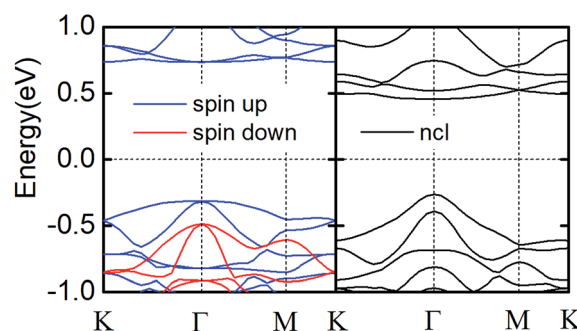 Energy(eV)
1.0
0.5
0.0
-0.5
-1.0
spin up
spin down
ncl
K Γ M K Γ M K